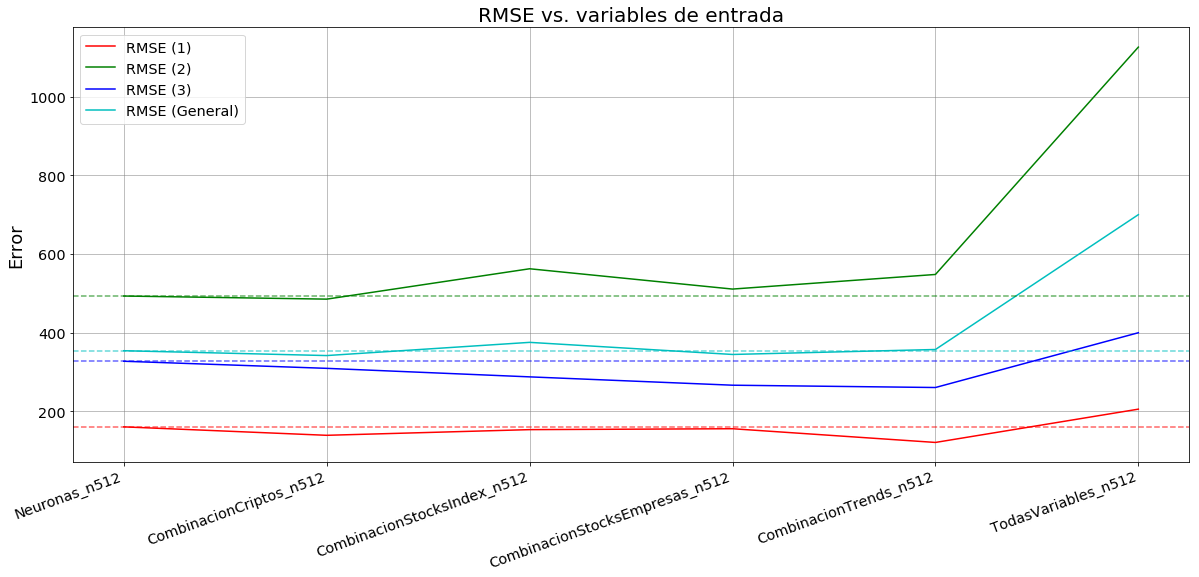 RMSE vs. variables de entrada
RMSE (1)
RMSE (2)
RMSE (3)
RMSE (General)
Error
1000
800
600
400
200
Neuronas_n512
CombinacionCriptos_n512
CombinacionStocksIndex_n512
CombinacionStocksEmpresas_n512
CombinacionTrends_n512
TodasVariables_n512